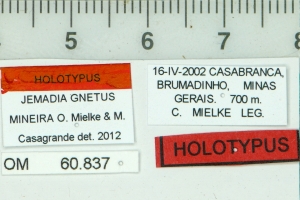 5 6 7 8
HOLOTYPUS
JEMADIA GNETUS
MINEIRA O. Mielke & M.
Casagrande det. 2012
OM 60.837
16-IV-2002 CASABRANCA,
BRUMADINHO, MINAS
GERAIS. 700 m.
C. MIELKE LEG.
HOLOTYPUS